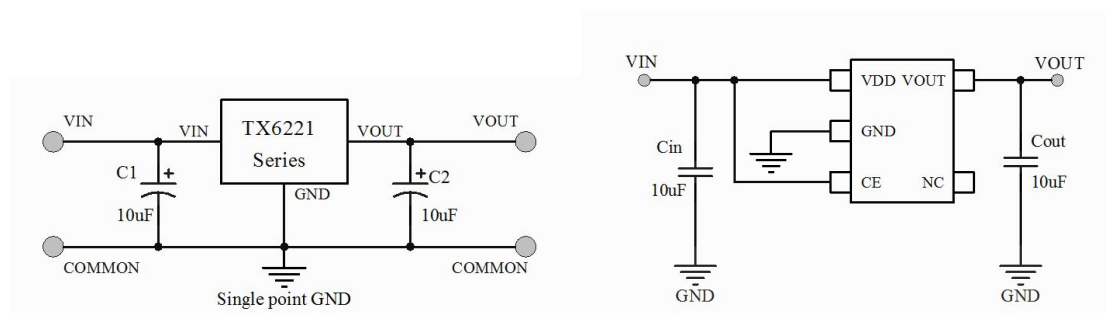 VIN
VIN
TX6221
Series
VOUT
VOUT
C1
+
10uF
GND
+
C2
10uF
COMMON
COMMON
Single point GND
VIN
VOUT
VDD
VOUT
GND
CE
NC
Cin
10uF
Cout
10uF
GND
GND